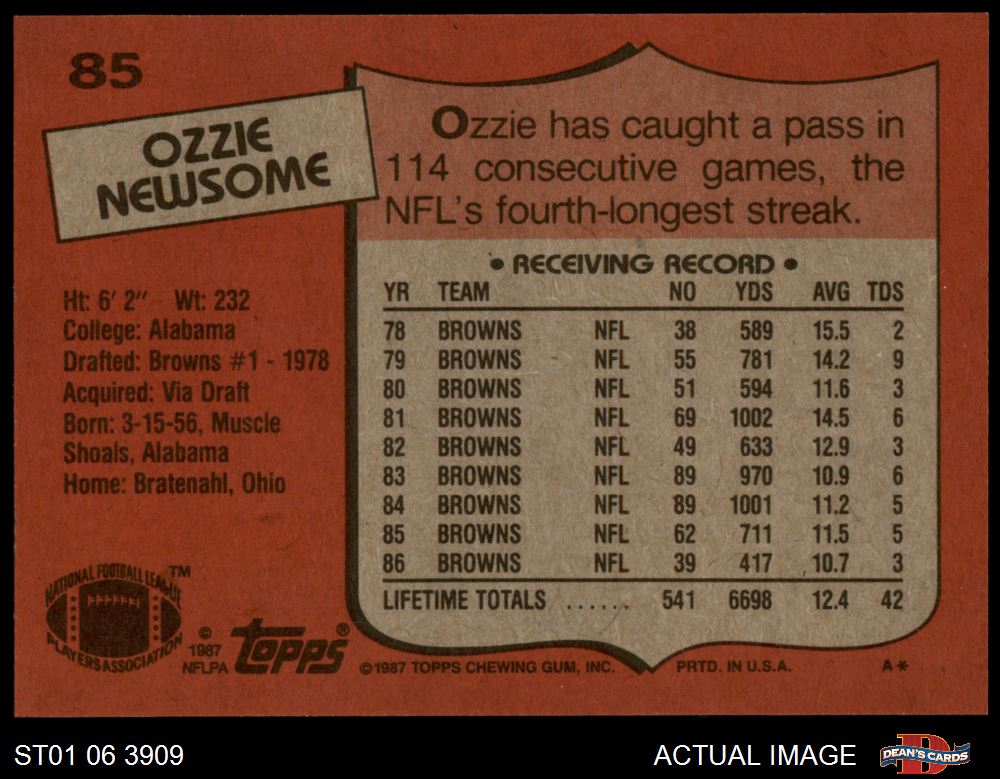 85
OZZIE
NEWSOME
Ozzie has caught a pass in
114 consecutive games, the
NFL's fourth-longest streak.
Ht: 6' 2" Wt: 232
College: Alabama
Drafted: Browns #1 - 1978
Acquired: Via Draft
Born: 3-15-56, Muscle
Shoals, Alabama
Home: Bratenahl, Ohio
• RECEIVING RECORD •
YR TEAM NO YDS AVG TDS
78 BROWNS NFL 38 589 15.5 2
79 BROWNS NFL 55 781 14.2 9
80 BROWNS NFL 51 594 11.6 3
81 BROWNS NFL 69 1002 14.5 6
82 BROWNS NFL 49 633 12.9 3
83 BROWNS NFL 89 970 10.9 6
84 BROWNS NFL 89 1001 11.2 5
85 BROWNS NFL 62 711 11.5 5
86 BROWNS NFL 39 417 10.7 3
LIFETIME TOTALS ...... 541 6698 12.4 42
NATIONAL FOOTBALL LEAGUE ™
PLAYERS ASSOCIATION
© 1987 NFLPA
Topps®
©1987 TOPPS CHEWING GUM, INC. PRTD. IN U.S.A. A*
ST01 06 3909
ACTUAL IMAGE
D
DEAN'S CARDS